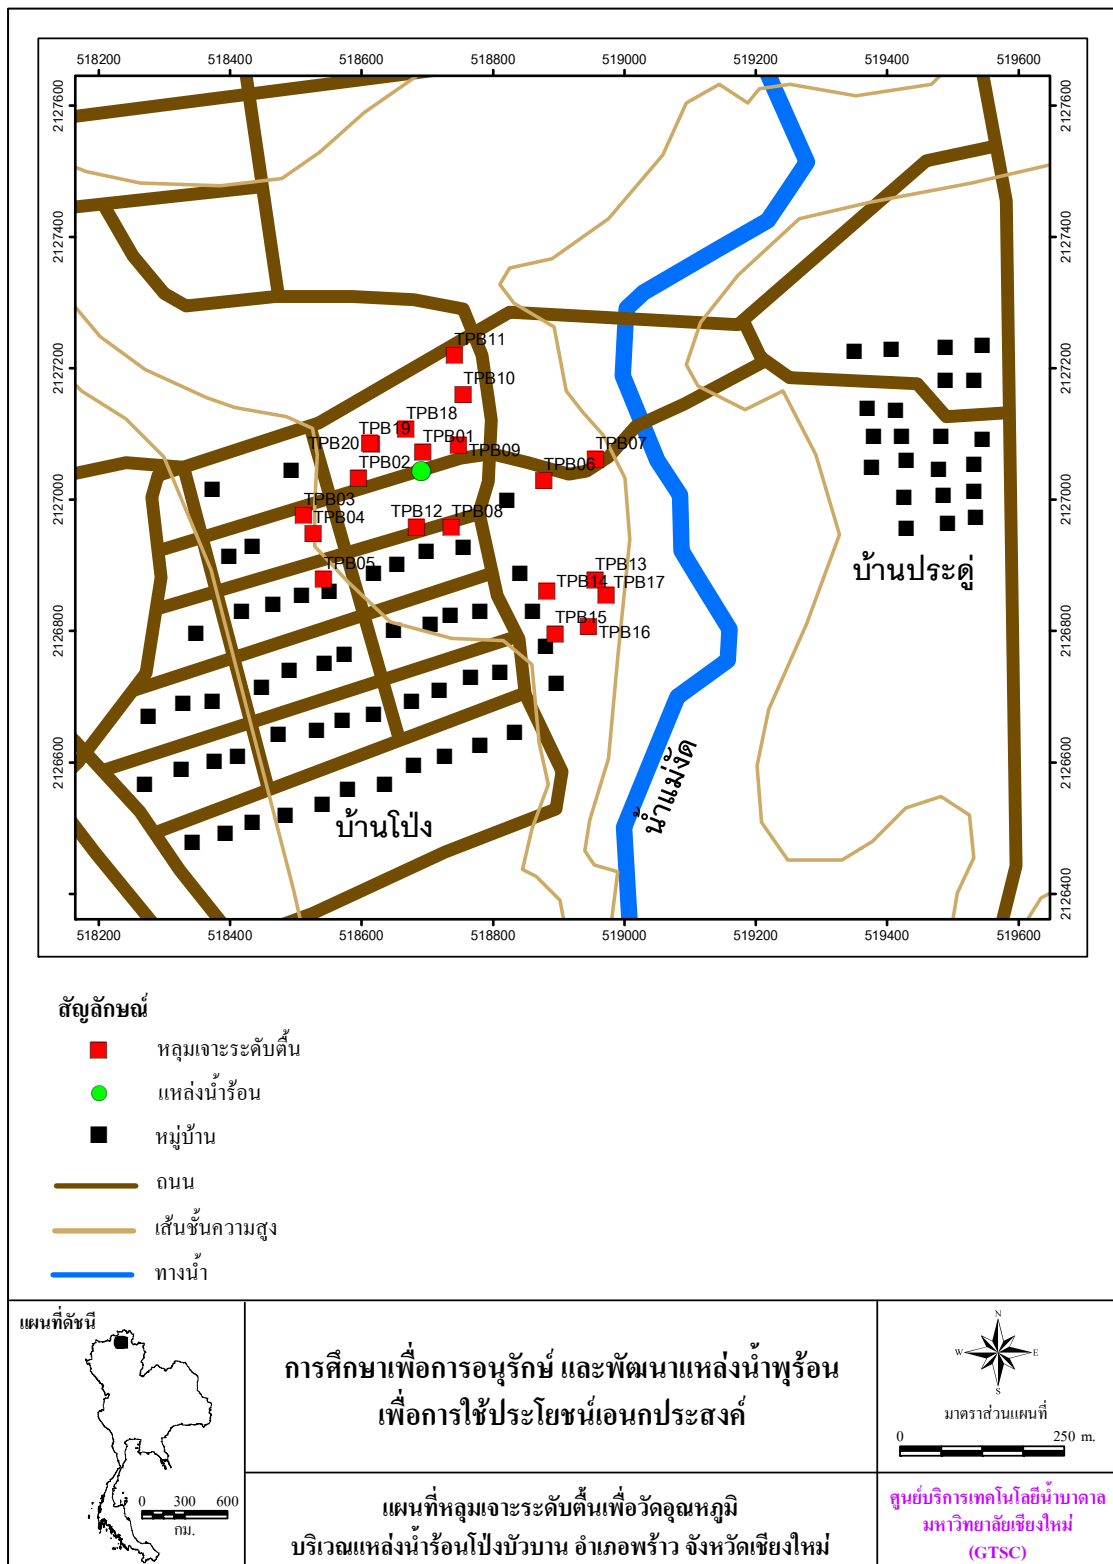 518200 518400 518600 518800 519000 519200 519400 519600
2127600 2127600
2127400 2127400
2127200 2127200
2127000 2127000
2126800 2126800
2126600 2126600
2126400 2126400
TPB11
TPB10
TPB18
TPB19
TPB20
TPB01
TPB09
TPB07
TPB02
TPB06
TPB03
TPB04
TPB12
TPB08
TPB05
TPB13
TPB14
TPB17
TPB15
TPB16
บ้านประดู่
น้ำแม่งัด
บ้านโป่ง
518200 518400 518600 518800 519000 519200 519400 519600
สัญลักษณ์
หลุมเจาะระดับตื้น
แหล่งน้ำร้อน
หมู่บ้าน
ถนน
เส้นชั้นความสูง
ทางน้ำ
แผนที่ดัชนี
0 300 600
กม.
การศึกษาเพื่อการอนุรักษ์ และพัฒนาแหล่งน้ำพุร้อน
เพื่อการใช้ประโยชน์เอนกประสงค์
N
W E
S
มาตราส่วนแผนที่
0 250 m.
แผนที่หลุมเจาะระดับตื้นเพื่อวัดอุณหภูมิ
บริเวณแหล่งน้ำร้อนโป่งบัวบาน อำเภอพร้าว จังหวัดเชียงใหม่
ศูนย์บริการเทคโนโลยีน้ำบาดาล
มหาวิทยาลัยเชียงใหม่
(GTSC)